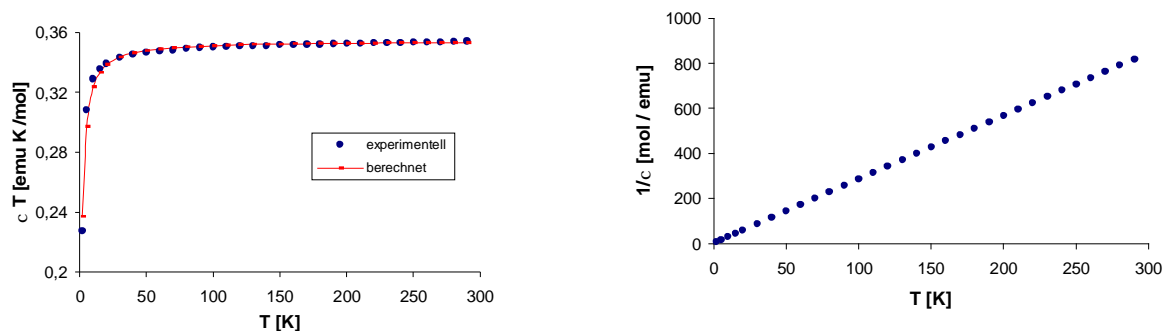 0,36
0,32
0,28
0,24
0,2
c T [emu K /mol]
experimentell
berechnet
0 50 100 150 200 250 300
T [K]
1000
800
600
400
200
0
1/c [mol / emu]
0 50 100 150 200 250 300
T [K]